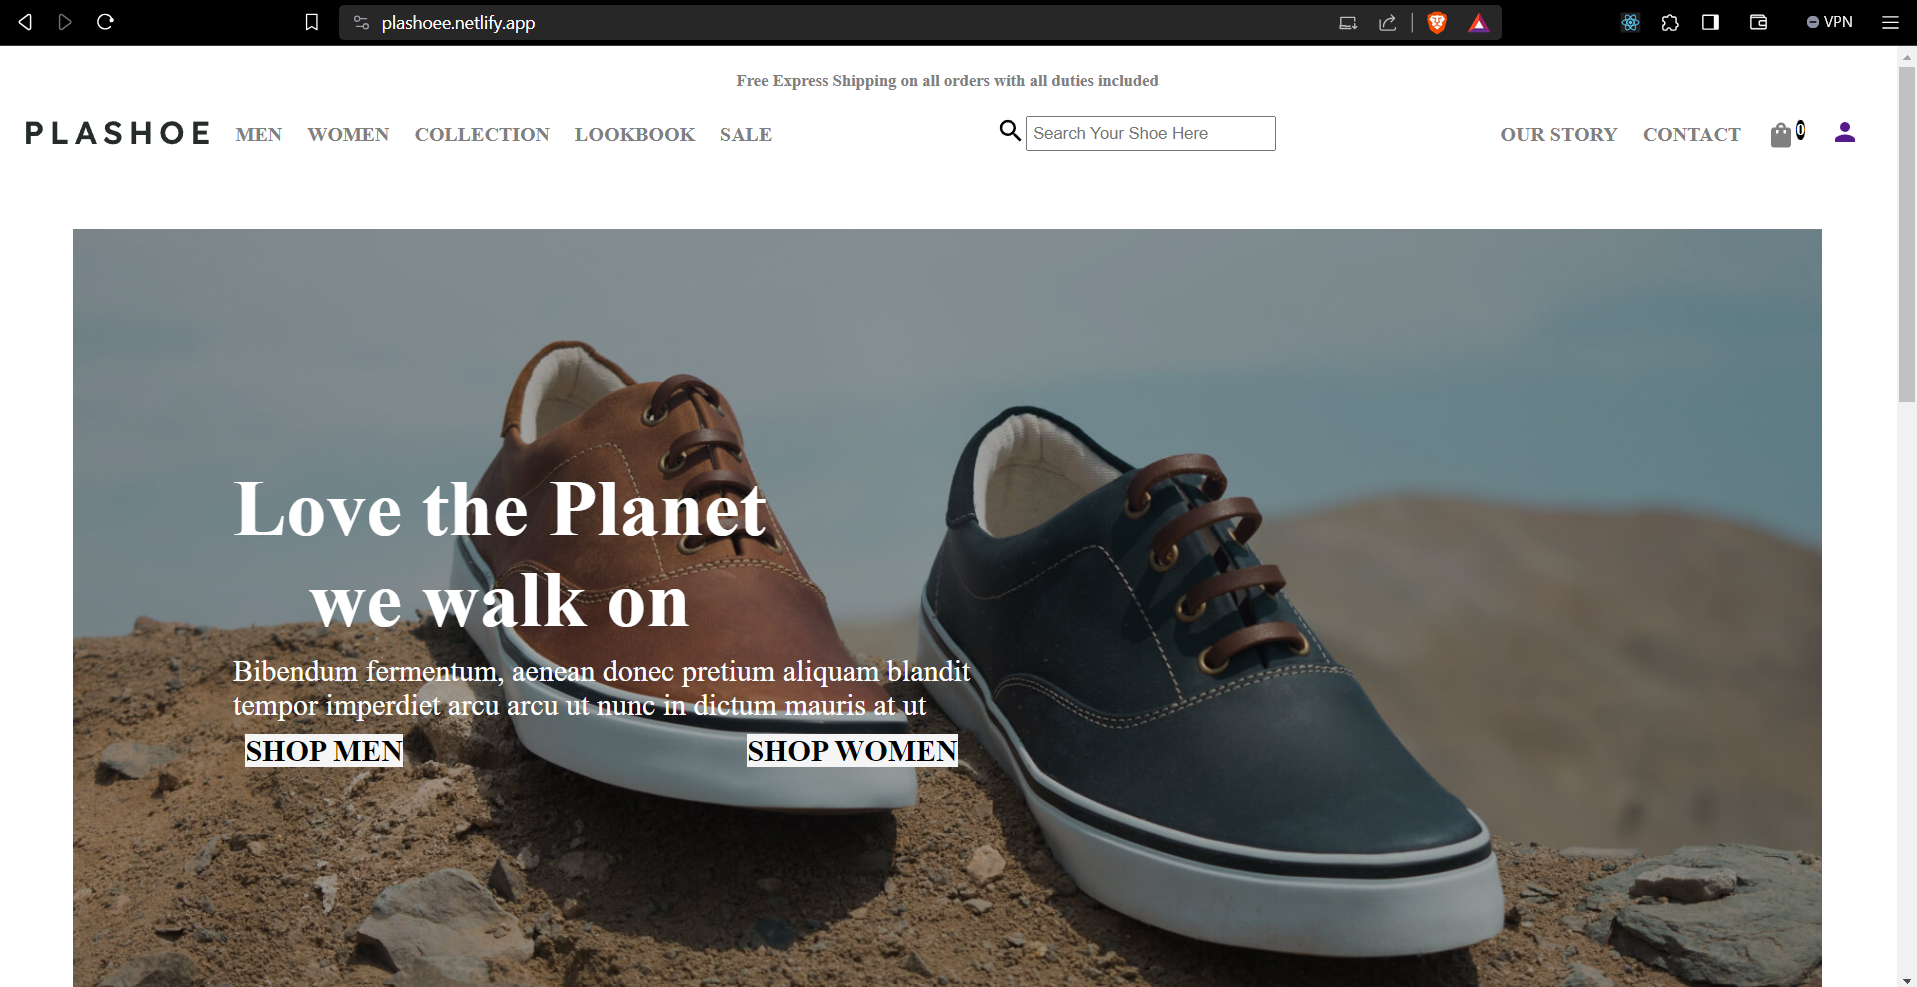 plashoee.netlify.app
VPN
Free Express Shipping on all orders with all duties included
PLASHOE MEN WOMEN COLLECTION LOOKBOOK SALE Search Your Shoe Here OUR STORY CONTACT 0
Love the Planet
we walk on
Bibendum fermentum, aenean donec pretium aliquam blandit
tempor imperdiet arcu arcu ut nunc in dictum mauris at ut
SHOP MEN SHOP WOMEN